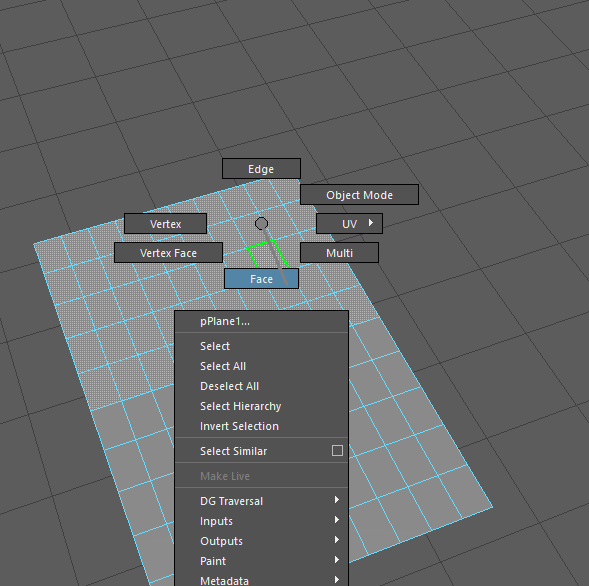 Edge
Object Mode
Vertex
UV
Vertex Face
Multi
Face
pPlane1...
Select
Select All
Deselect All
Select Hierarchy
Invert Selection
Select Similar
Make Live
DG Traversal
Inputs
Outputs
Paint
Metadata